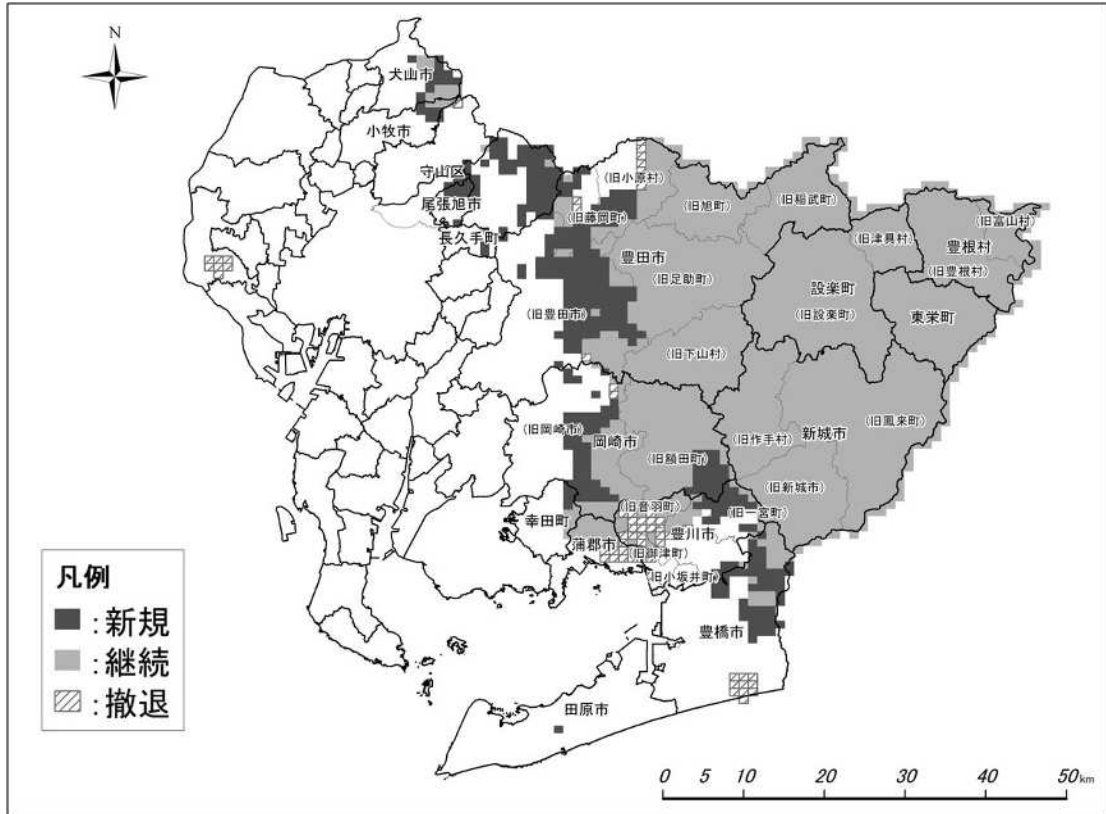 N
犬山市
小牧市
守山区
尾張旭市
長久手町
(旧小原村)
(旧藤岡町)
(旧旭町)
(旧稲武町)
(旧富山村)
(旧津具村)
豊根村
(旧豊根村)
豊田市
(旧足助町)
設楽町
(旧設楽町)
東栄町
(旧豊田市)
(旧下山村)
(旧鳳来町)
(旧岡崎市)
岡崎市
(旧額田町)
(旧作手村)
新城市
(旧新城市)
(旧音羽町)
(旧一宮町)
幸田町
豊川市
蒲郡市
(旧御津町)
(旧小坂井町)
豊橋市
田原市
凡例
:新規
:継続
:撤退
0 5 10 20 30 40 50 km